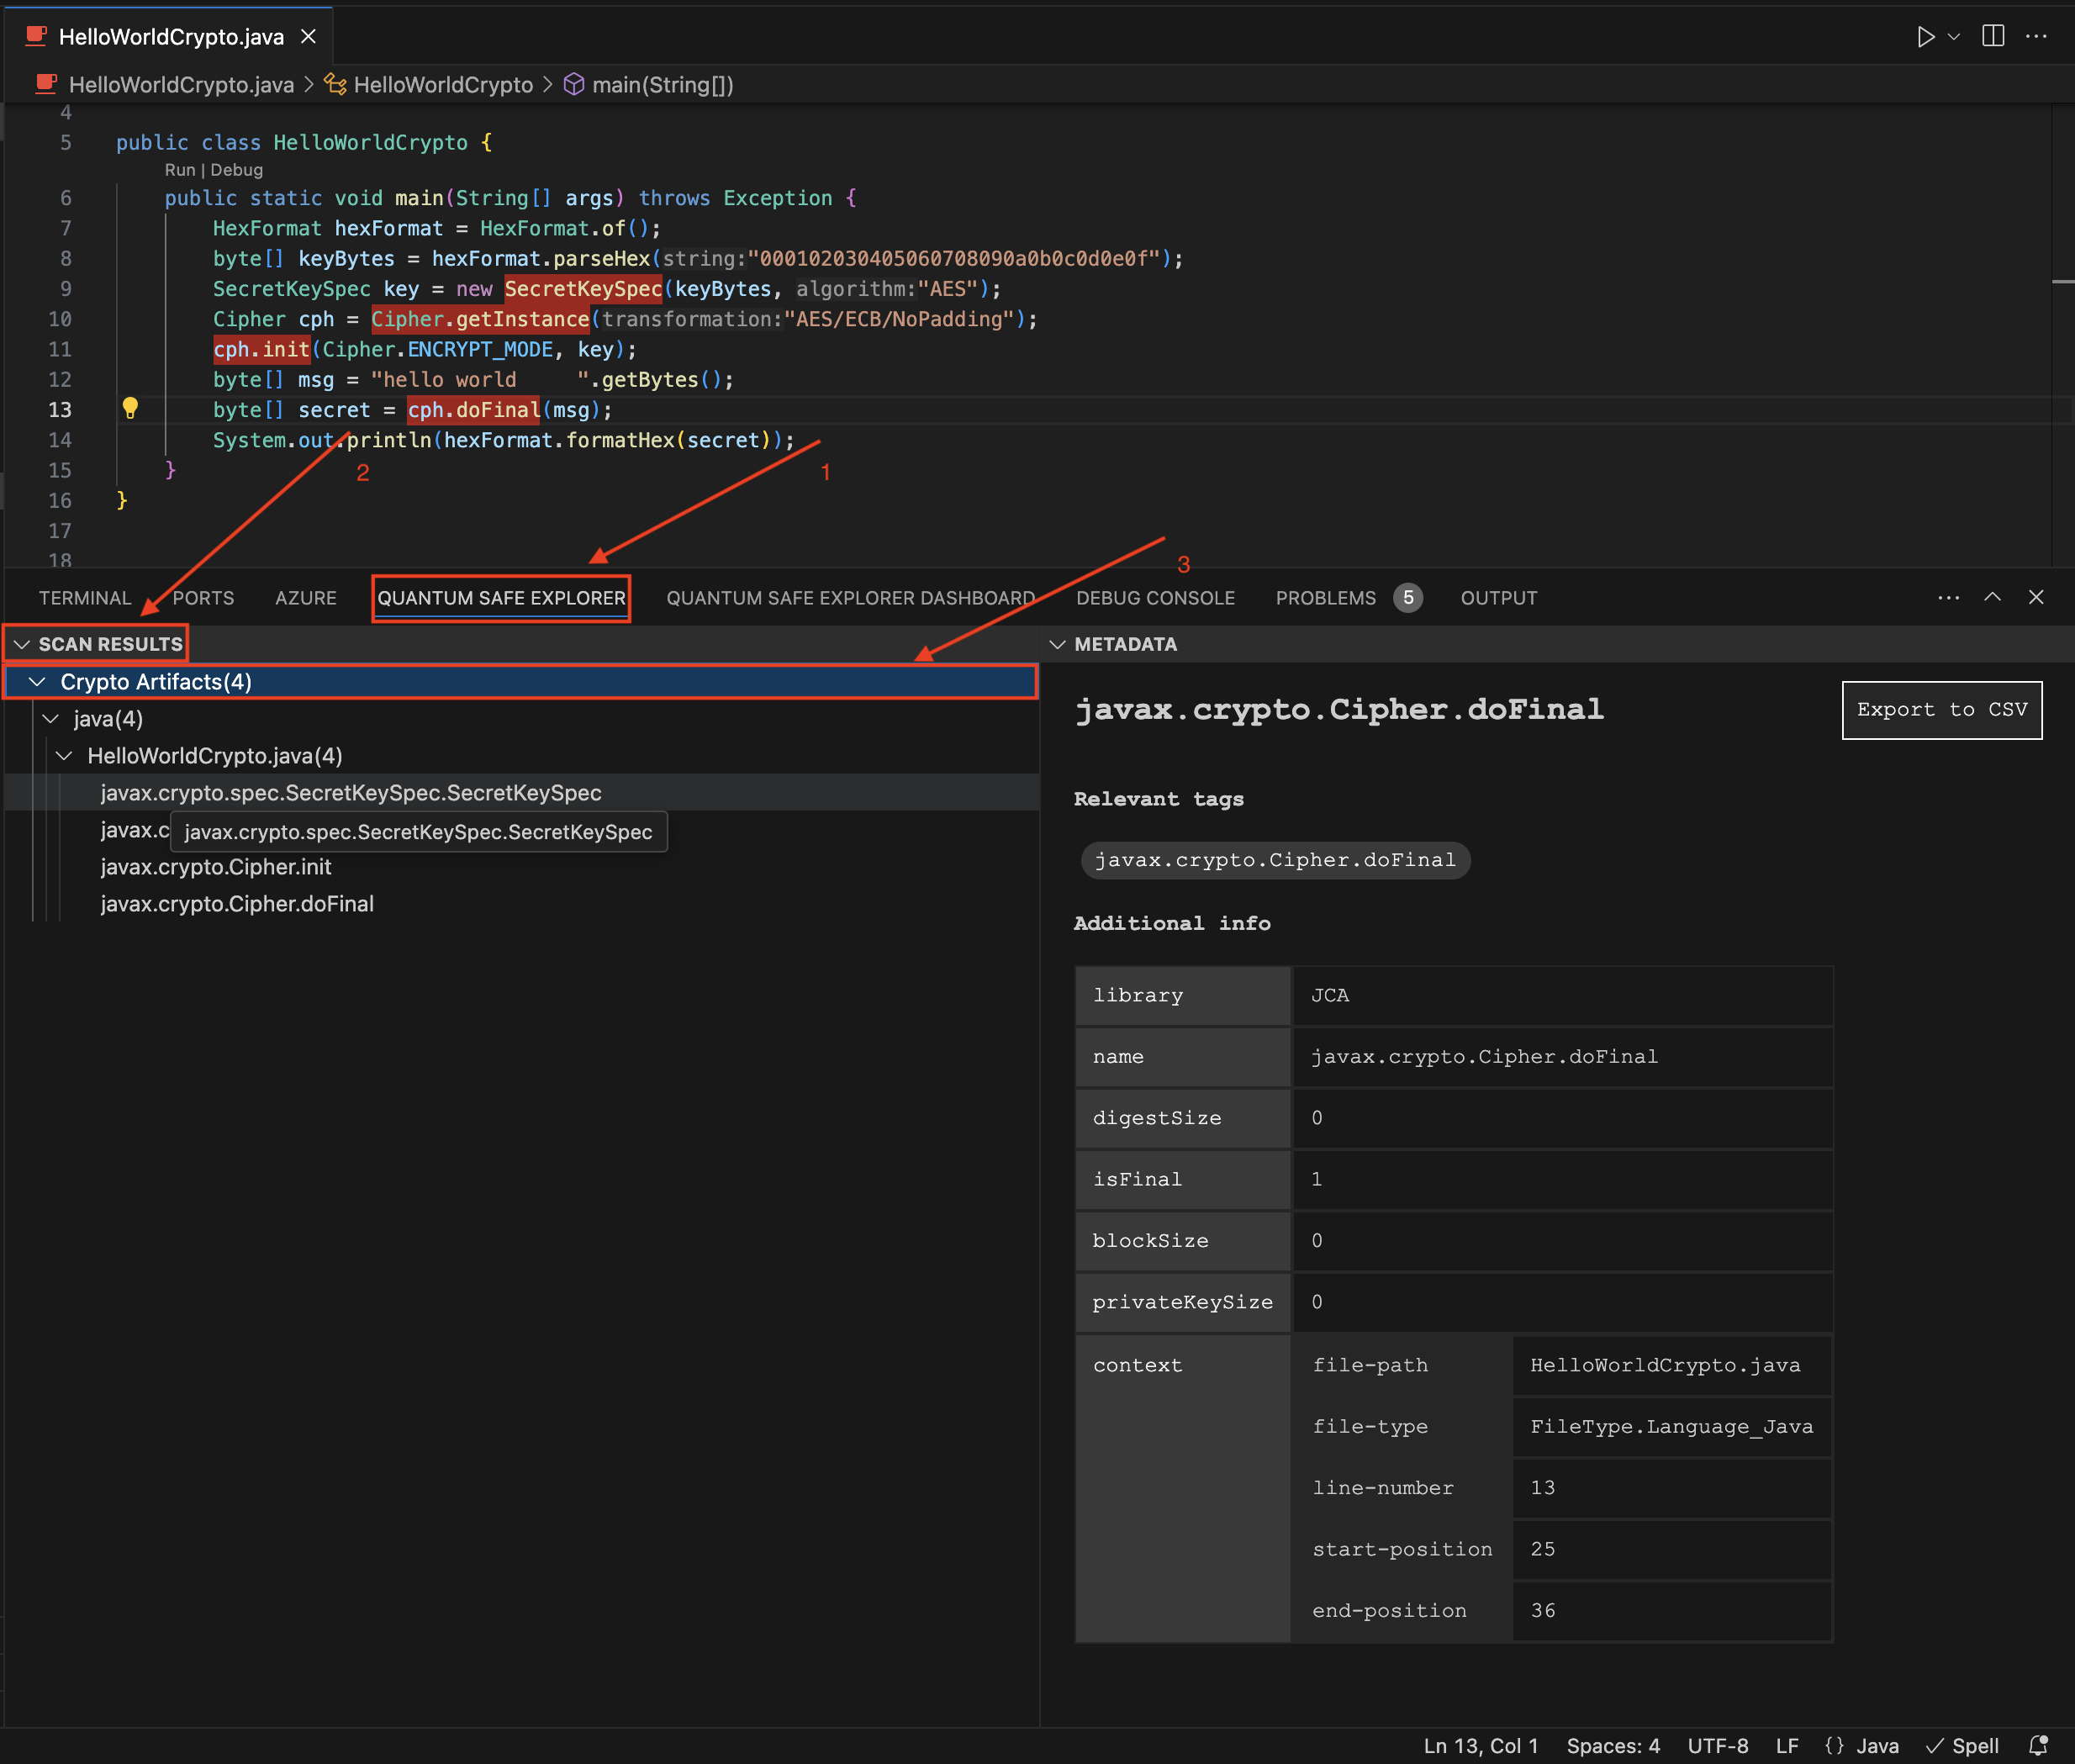 HelloWorldCrypto.java
HelloWorldCrypto.java > HelloWorldCrypto > main(String[])
4
5 public class HelloWorldCrypto {
Run | Debug
6 public static void main(String[] args) throws Exception {
7 HexFormat hexFormat = HexFormat.of();
8 byte[] keyBytes = hexFormat.parseHex(string:"000102030405060708090a0b0c0d0e0f");
9 SecretKeySpec key = new SecretKeySpec(keyBytes, algorithm:"AES");
10 Cipher cph = Cipher.getInstance(transformation:"AES/ECB/NoPadding");
11 cph.init(Cipher.ENCRYPT_MODE, key);
12 byte[] msg = "hello world     ".getBytes();
13 byte[] secret = cph.doFinal(msg);
14 System.out.println(hexFormat.formatHex(secret));
15 }
16 }
17
18
2
1
3
TERMINAL PORTS AZURE QUANTUM SAFE EXPLORER QUANTUM SAFE EXPLORER DASHBOARD DEBUG CONSOLE PROBLEMS 5 OUTPUT
SCAN RESULTS
Crypto Artifacts(4)
java(4)
HelloWorldCrypto.java(4)
javax.crypto.spec.SecretKeySpec.SecretKeySpec
javax.c
javax.crypto.spec.SecretKeySpec.SecretKeySpec
javax.crypto.Cipher.init
javax.crypto.Cipher.doFinal
METADATA
javax.crypto.Cipher.doFinal
Export to CSV
Relevant tags
javax.crypto.Cipher.doFinal
Additional info
library JCA
name javax.crypto.Cipher.doFinal
digestSize 0
isFinal 1
blockSize 0
privateKeySize 0
context file-path HelloWorldCrypto.java
file-type FileType.Language_Java
line-number 13
start-position 25
end-position 36
Ln 13, Col 1 Spaces: 4 UTF-8 LF {} Java Spell